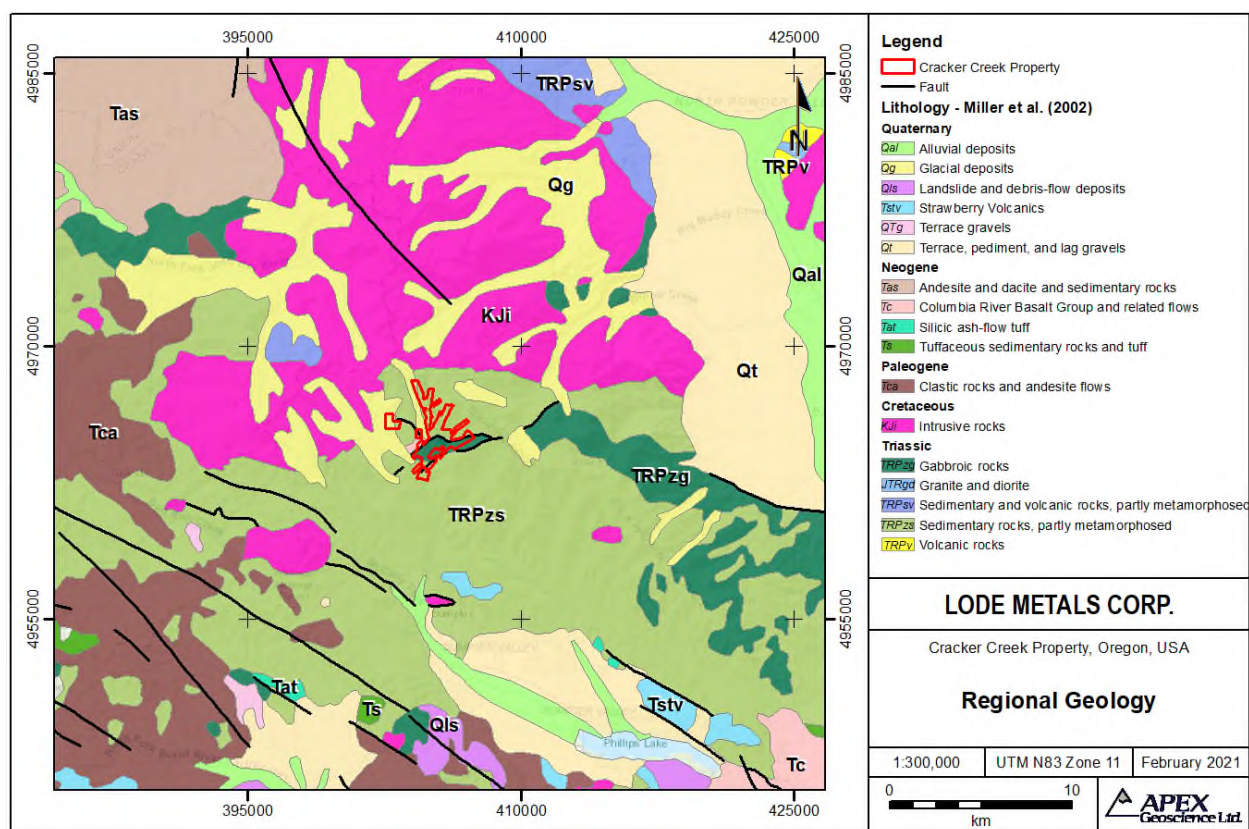 395000
410000
425000
4985000
4985000
TRPsv
Tas
N
TRPv
Qg
Qal
KJi
4970000
4970000
Qt
Tca
TRPzg
TRPzs
4955000
4955000
Tat
Ts
Qls
Tstv
Phillips Lake
Tc
395000
410000
425000
Legend
Cracker Creek Property
Fault
Lithology - Miller et al. (2002)
Quaternary
Qal Alluvial deposits
Qg Glacial deposits
Qls Landslide and debris-flow deposits
Tstv Strawberry Volcanics
QTg Terrace gravels
Qt Terrace, pediment, and lag gravels
Neogene
Tas Andesite and dacite and sedimentary rocks
Tc Columbia River Basalt Group and related flows
Tat Silicic ash-flow tuff
Ts Tuffaceous sedimentary rocks and tuff
Paleogene
Tca Clastic rocks and andesite flows
Cretaceous
KJi Intrusive rocks
Triassic
TRPzg Gabbroic rocks
JTRgd Granite and diorite
TRPsv Sedimentary and volcanic rocks, partly metamorphosed
TRPzs Sedimentary rocks, partly metamorphosed
TRPv Volcanic rocks
LODE METALS CORP.
Cracker Creek Property, Oregon, USA
Regional Geology
1:300,000 UTM N83 Zone 11 February 2021
0 10
km
APEX
Geoscience Ltd.